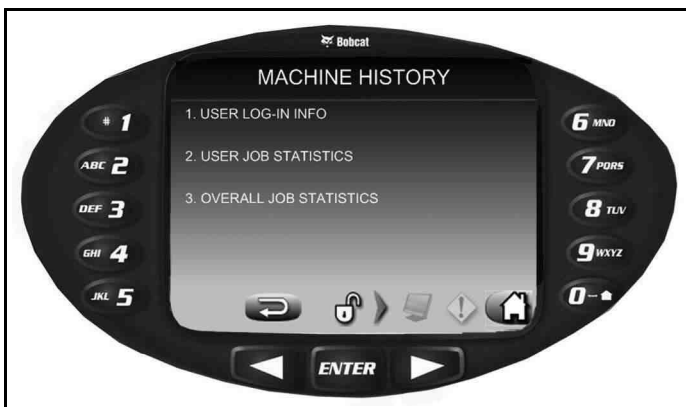 Bobcat
MACHINE HISTORY
1. USER LOG-IN INFO
2. USER JOB STATISTICS
3. OVERALL JOB STATISTICS
# 1
ABC 2
DEF 3
GHI 4
JKL 5
6 MNO
7 PQRS
8 TUV
9 WXYZ
0
ENTER